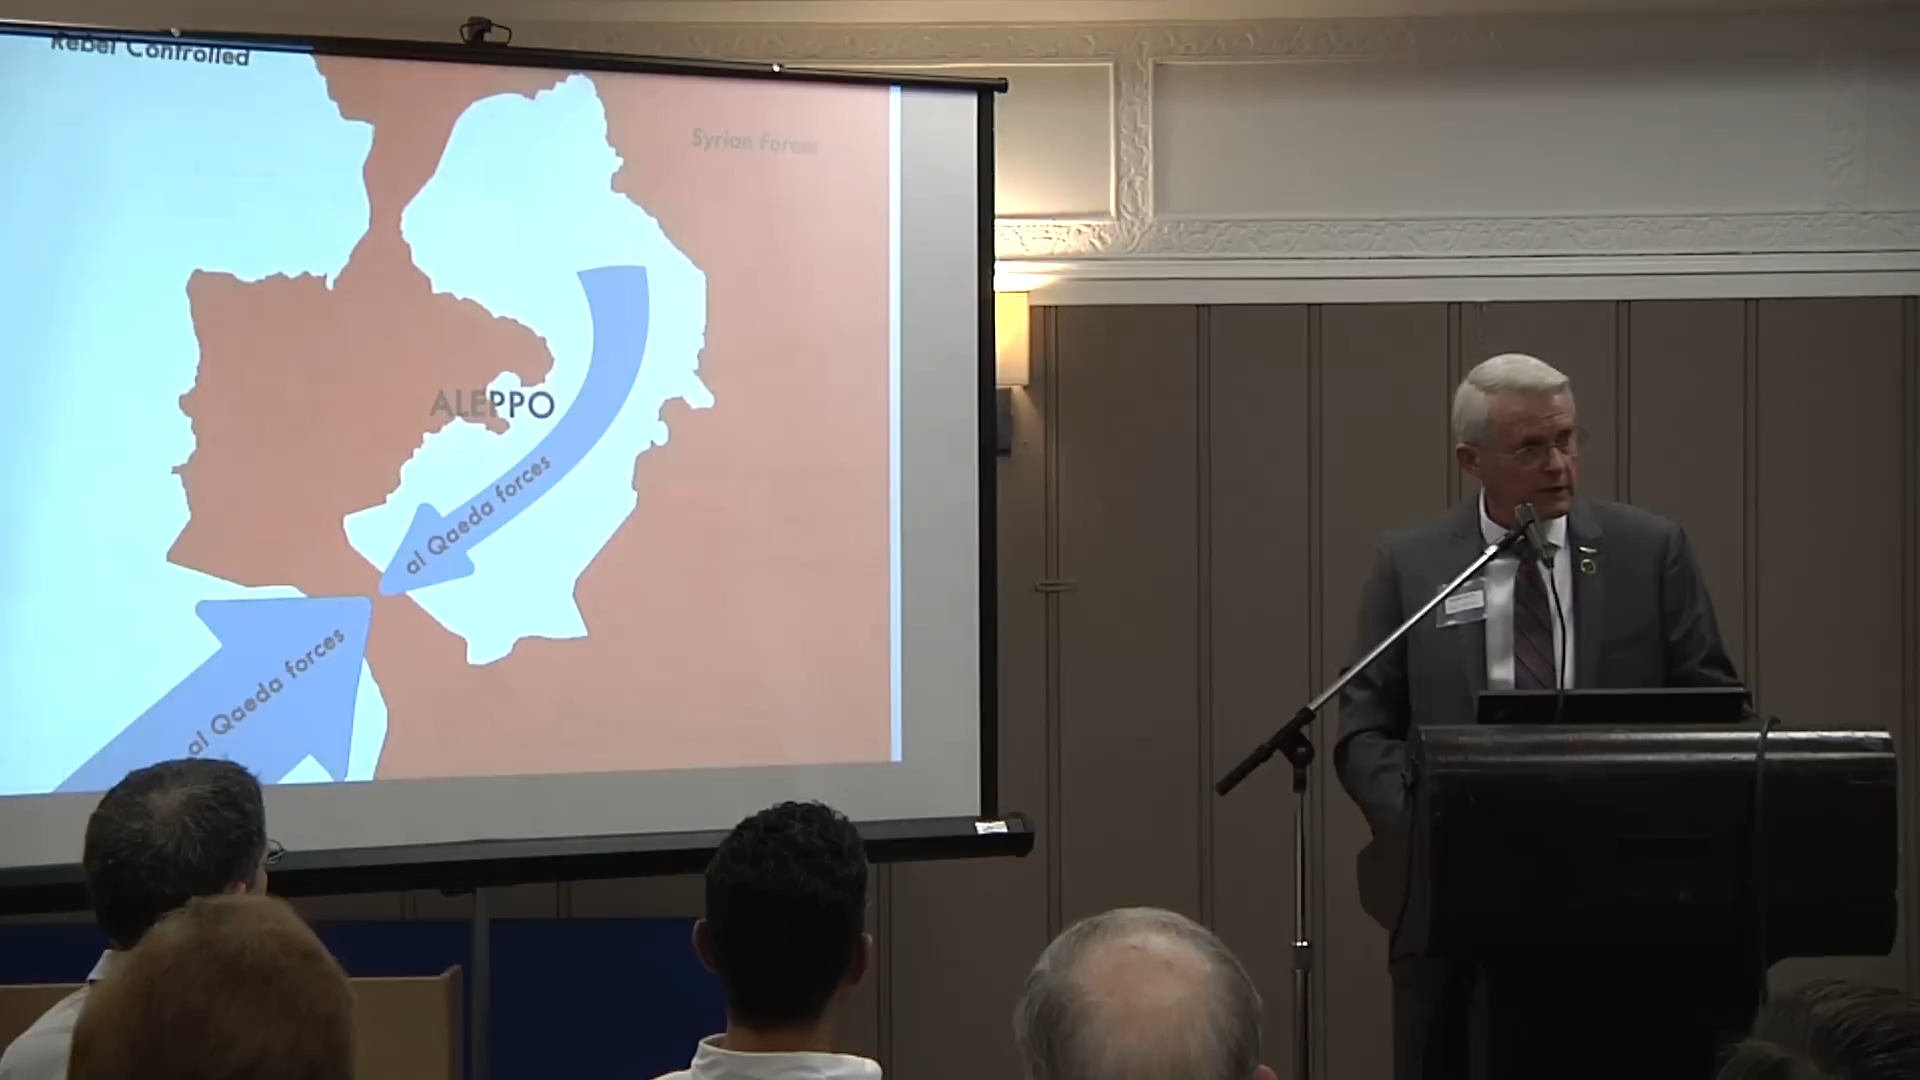 Rebel Controlled
Syrian Forces
ALEPPO
al Qaeda forces
al Qaeda forces